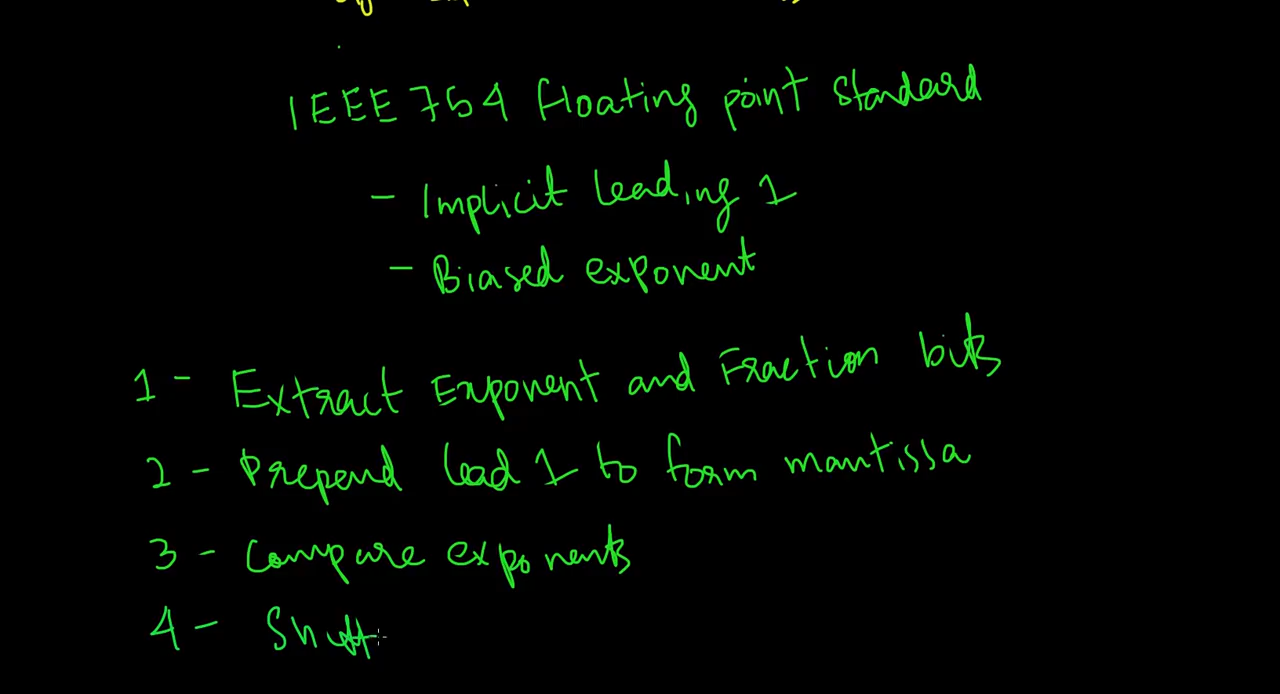 IEEE 754 Floating point standard
- Implicit leading 1
- Biased exponent
1- Extract Exponent and Fraction bits
2- Prepend lead 1 to form mantissa
3- Compare exponents
4- Shift